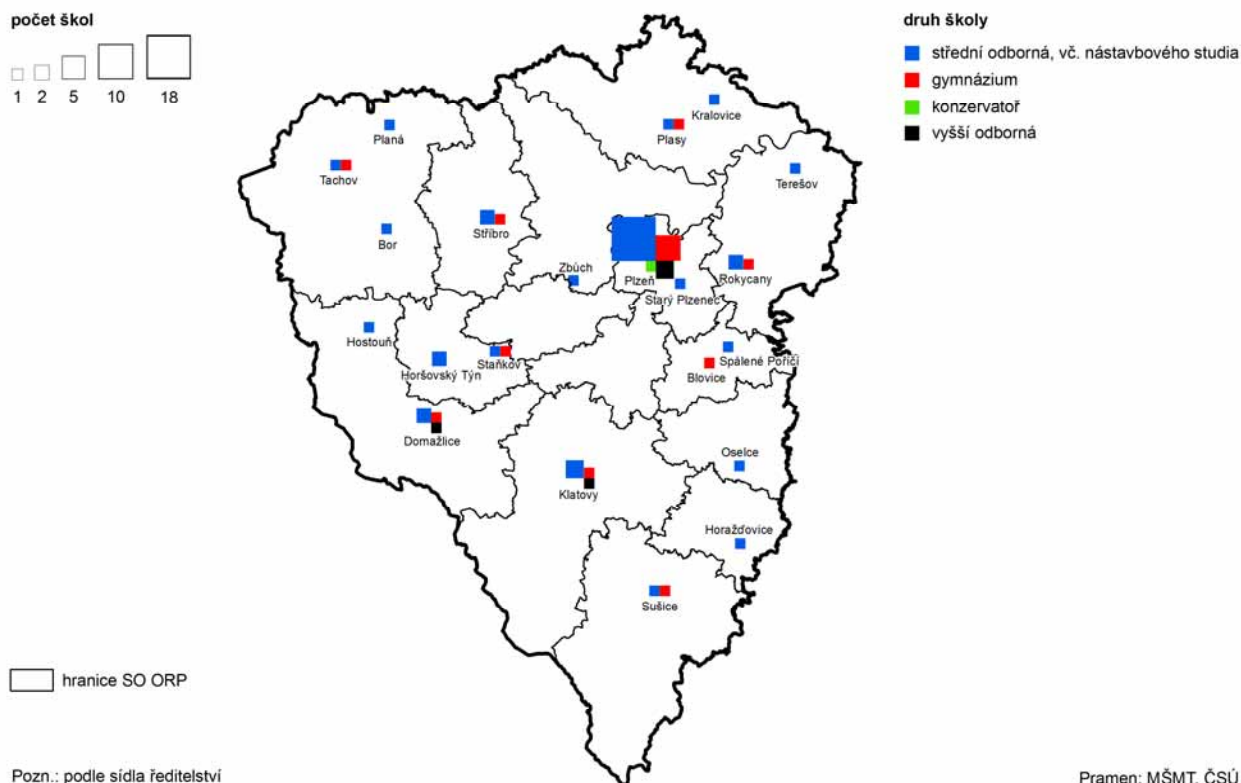 počet škol
1 2 5 10 18
druh školy
střední odborná, vč. nástavbového studia
gymnázium
konzervatoř
vyšší odborná
Kralovice
Planá
Plasy
Tachov
Terešov
Bor
Stříbro
Zbůch
Plzeň
Rokycany
Starý Plzenec
Hostouň
Horšovský Týn
Staňkov
Spálené Poříčí
Blovice
Domažlice
Oselce
Klatovy
Horažďovice
Sušice
hranice SO ORP
Pozn.: podle sídla ředitelství
Pramen: MŠMT, ČSÚ